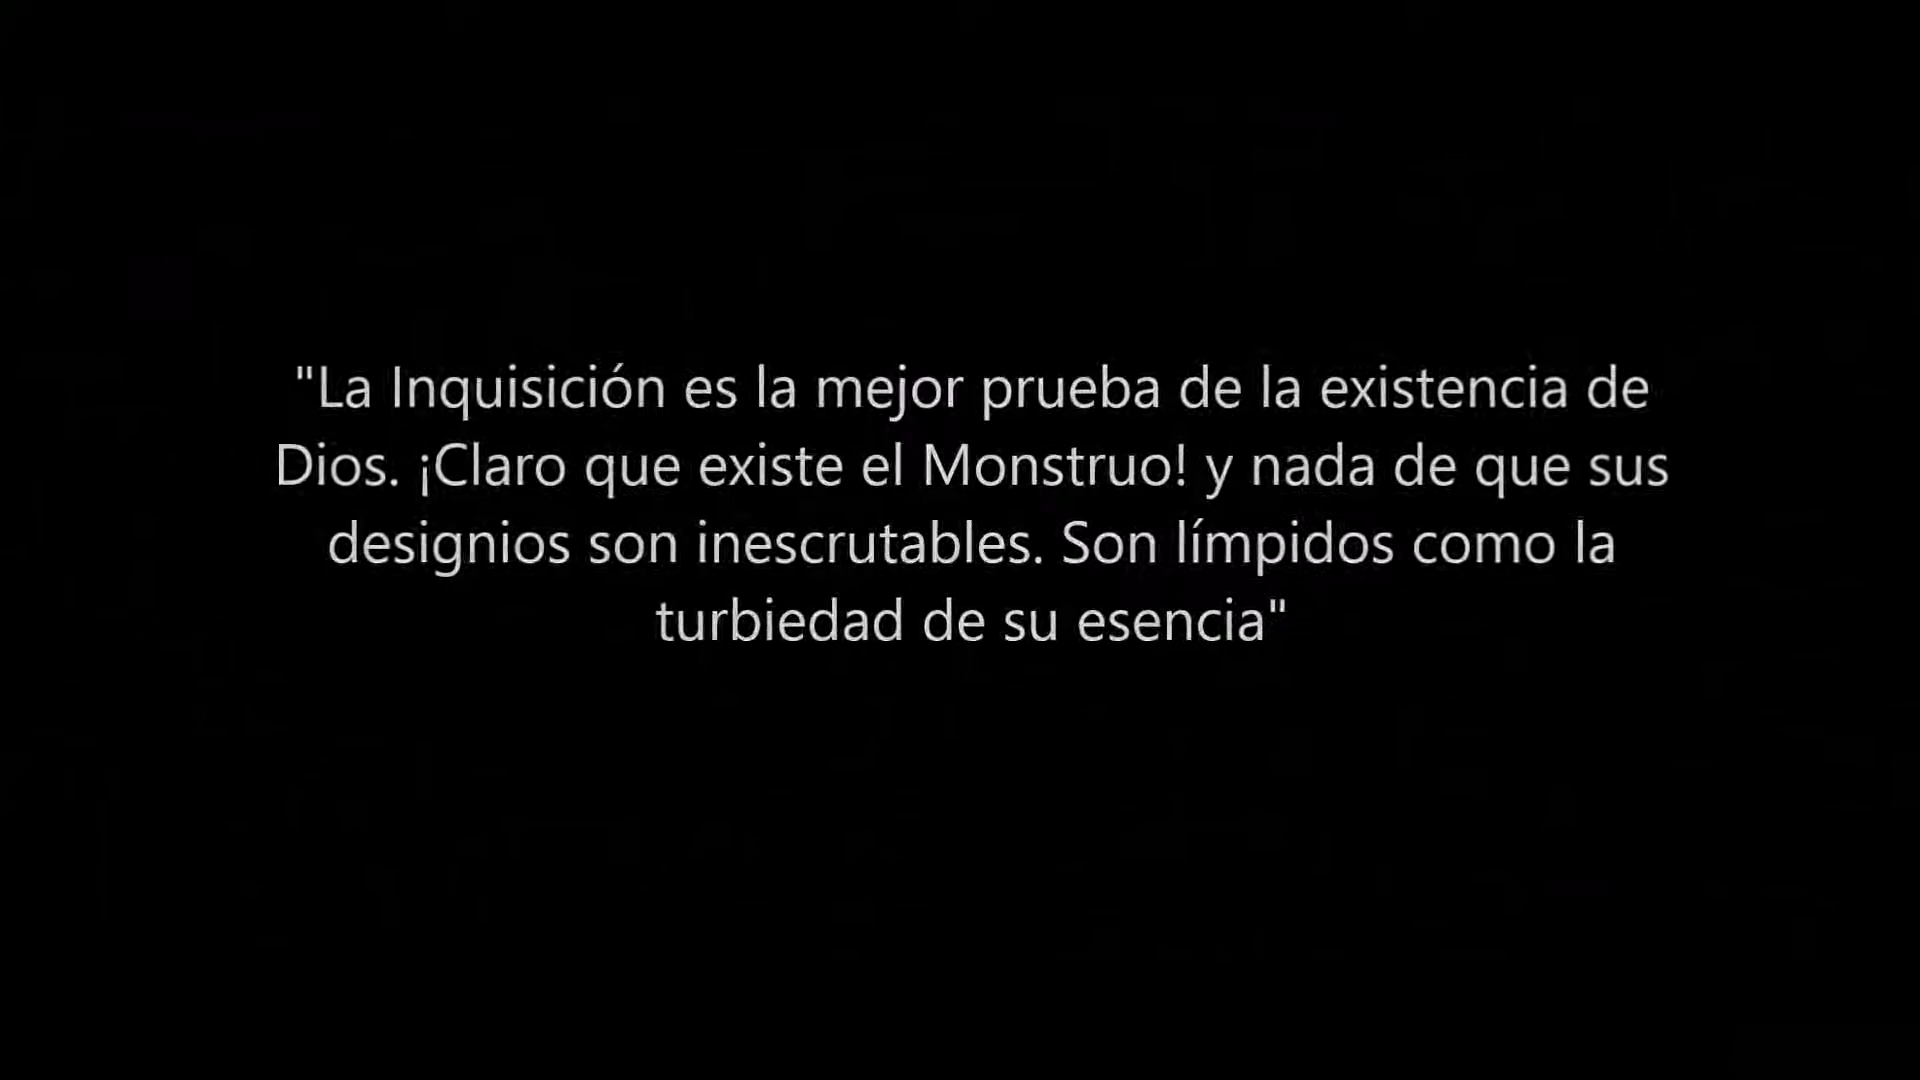 "La Inquisición es la mejor prueba de la existencia de
Dios. ¡Claro que existe el Monstruo! y nada de que sus
designios son inescrutables. Son límpidos como la
turbiedad de su esencia"